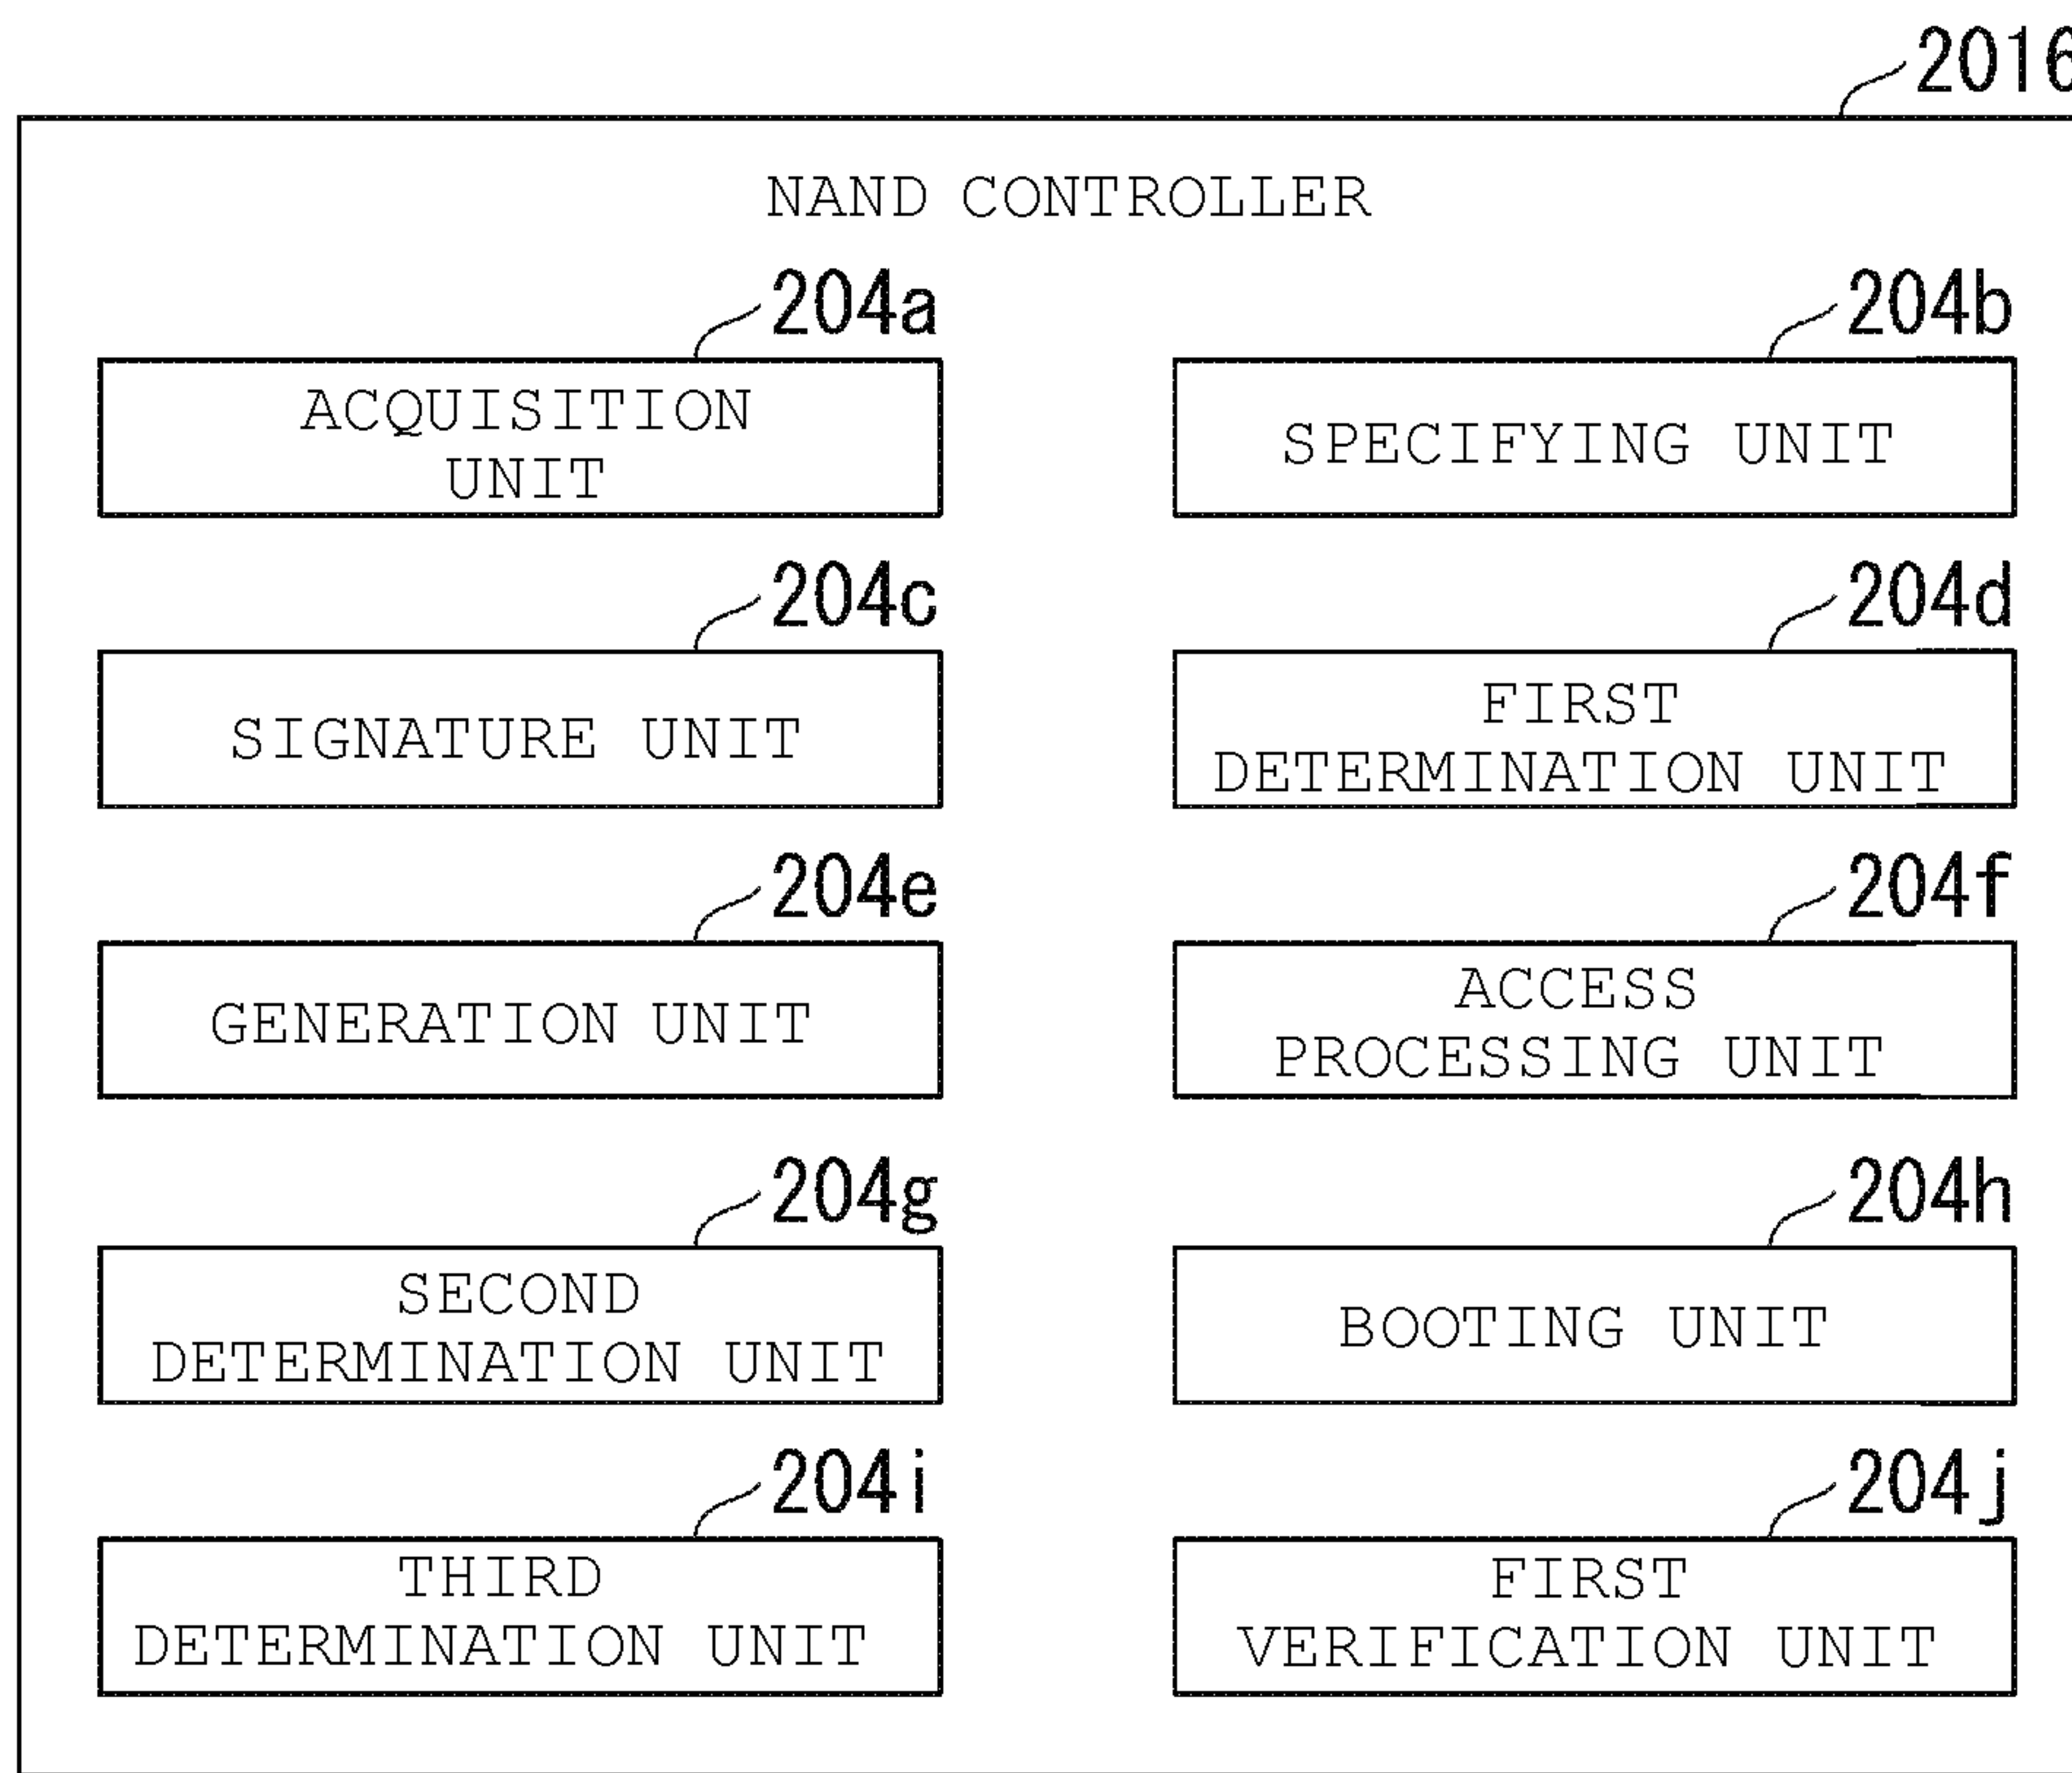 2016
NAND CONTROLLER
204a
ACQUISITION
UNIT
204b
SPECIFYING UNIT
204c
SIGNATURE UNIT
204d
FIRST
DETERMINATION UNIT
204e
GENERATION UNIT
204f
ACCESS
PROCESSING UNIT
204g
SECOND
DETERMINATION UNIT
204h
BOOTING UNIT
204i
THIRD
DETERMINATION UNIT
204j
FIRST
VERIFICATION UNIT